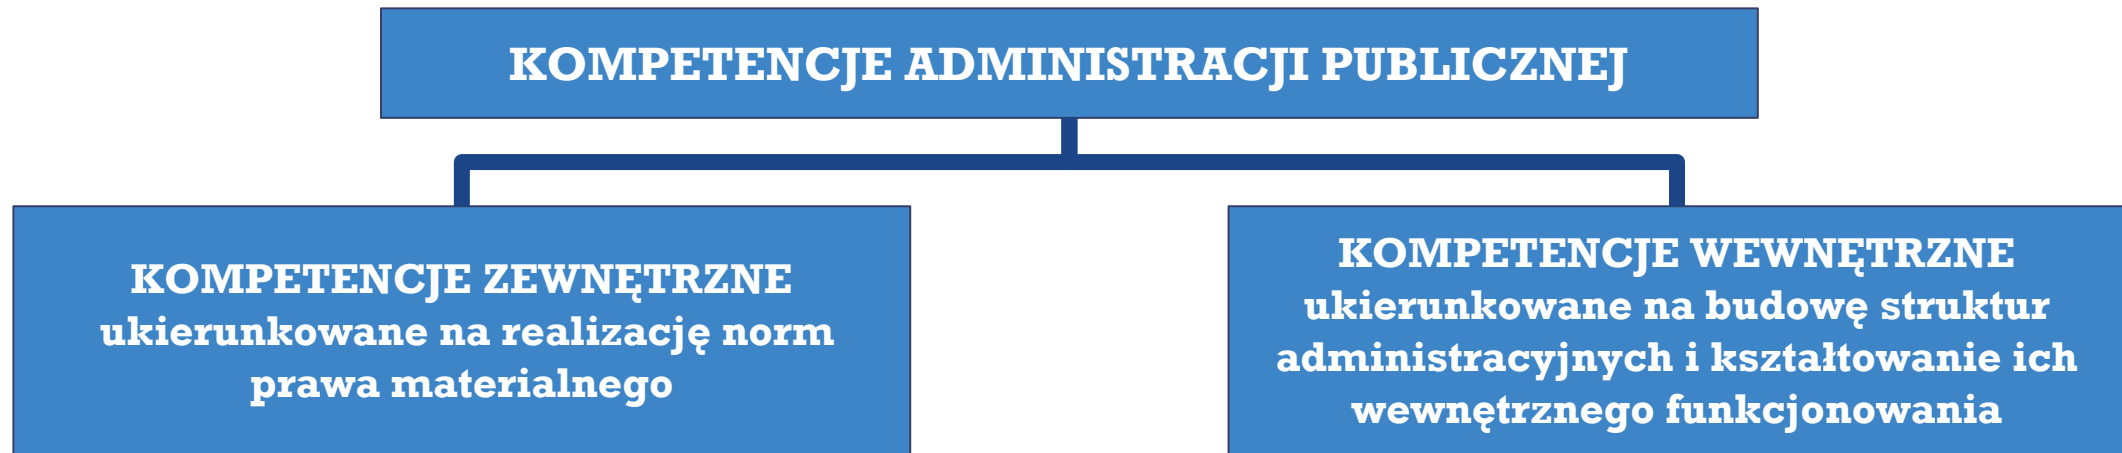 KOMPETENCJE ADMINISTRACJI PUBLICZNEJ
KOMPETENCJE ZEWNĘTRZNE
ukierunkowane na realizację norm
prawa materialnego
KOMPETENCJE WEWNĘTRZNE
ukierunkowane na budowę struktur
administracyjnych i kształtowanie ich
wewnętrznego funkcjonowania